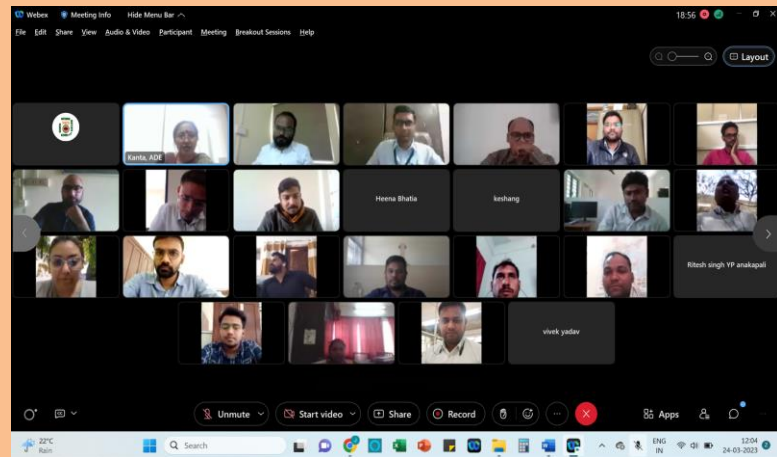 Webex Meeting Info Hide Menu Bar 18:56
File Edit Share View Audio & Video Participant Meeting Breakout Sessions Help
Layout
Kanta, ADE
Heena Bhatia keshang
Ritesh singh YP anakapali
vivek yadav
CC Unmute Start video Share Record Apps
22°C Search ENG 12:04
Rain IN 24-03-2023